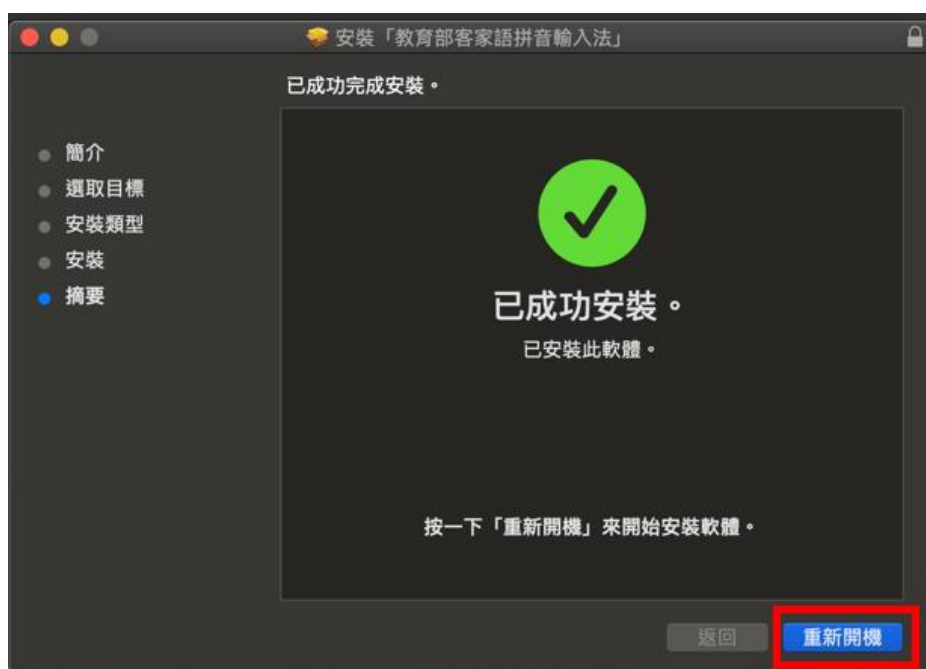 安裝「教育部客家語拼音輸入法」
已成功完成安裝。
簡介
選取目標
安裝類型
安裝
摘要
已成功安裝。
已安裝此軟體。
按一下「重新開機」來開始安裝軟體。
返回
重新開機